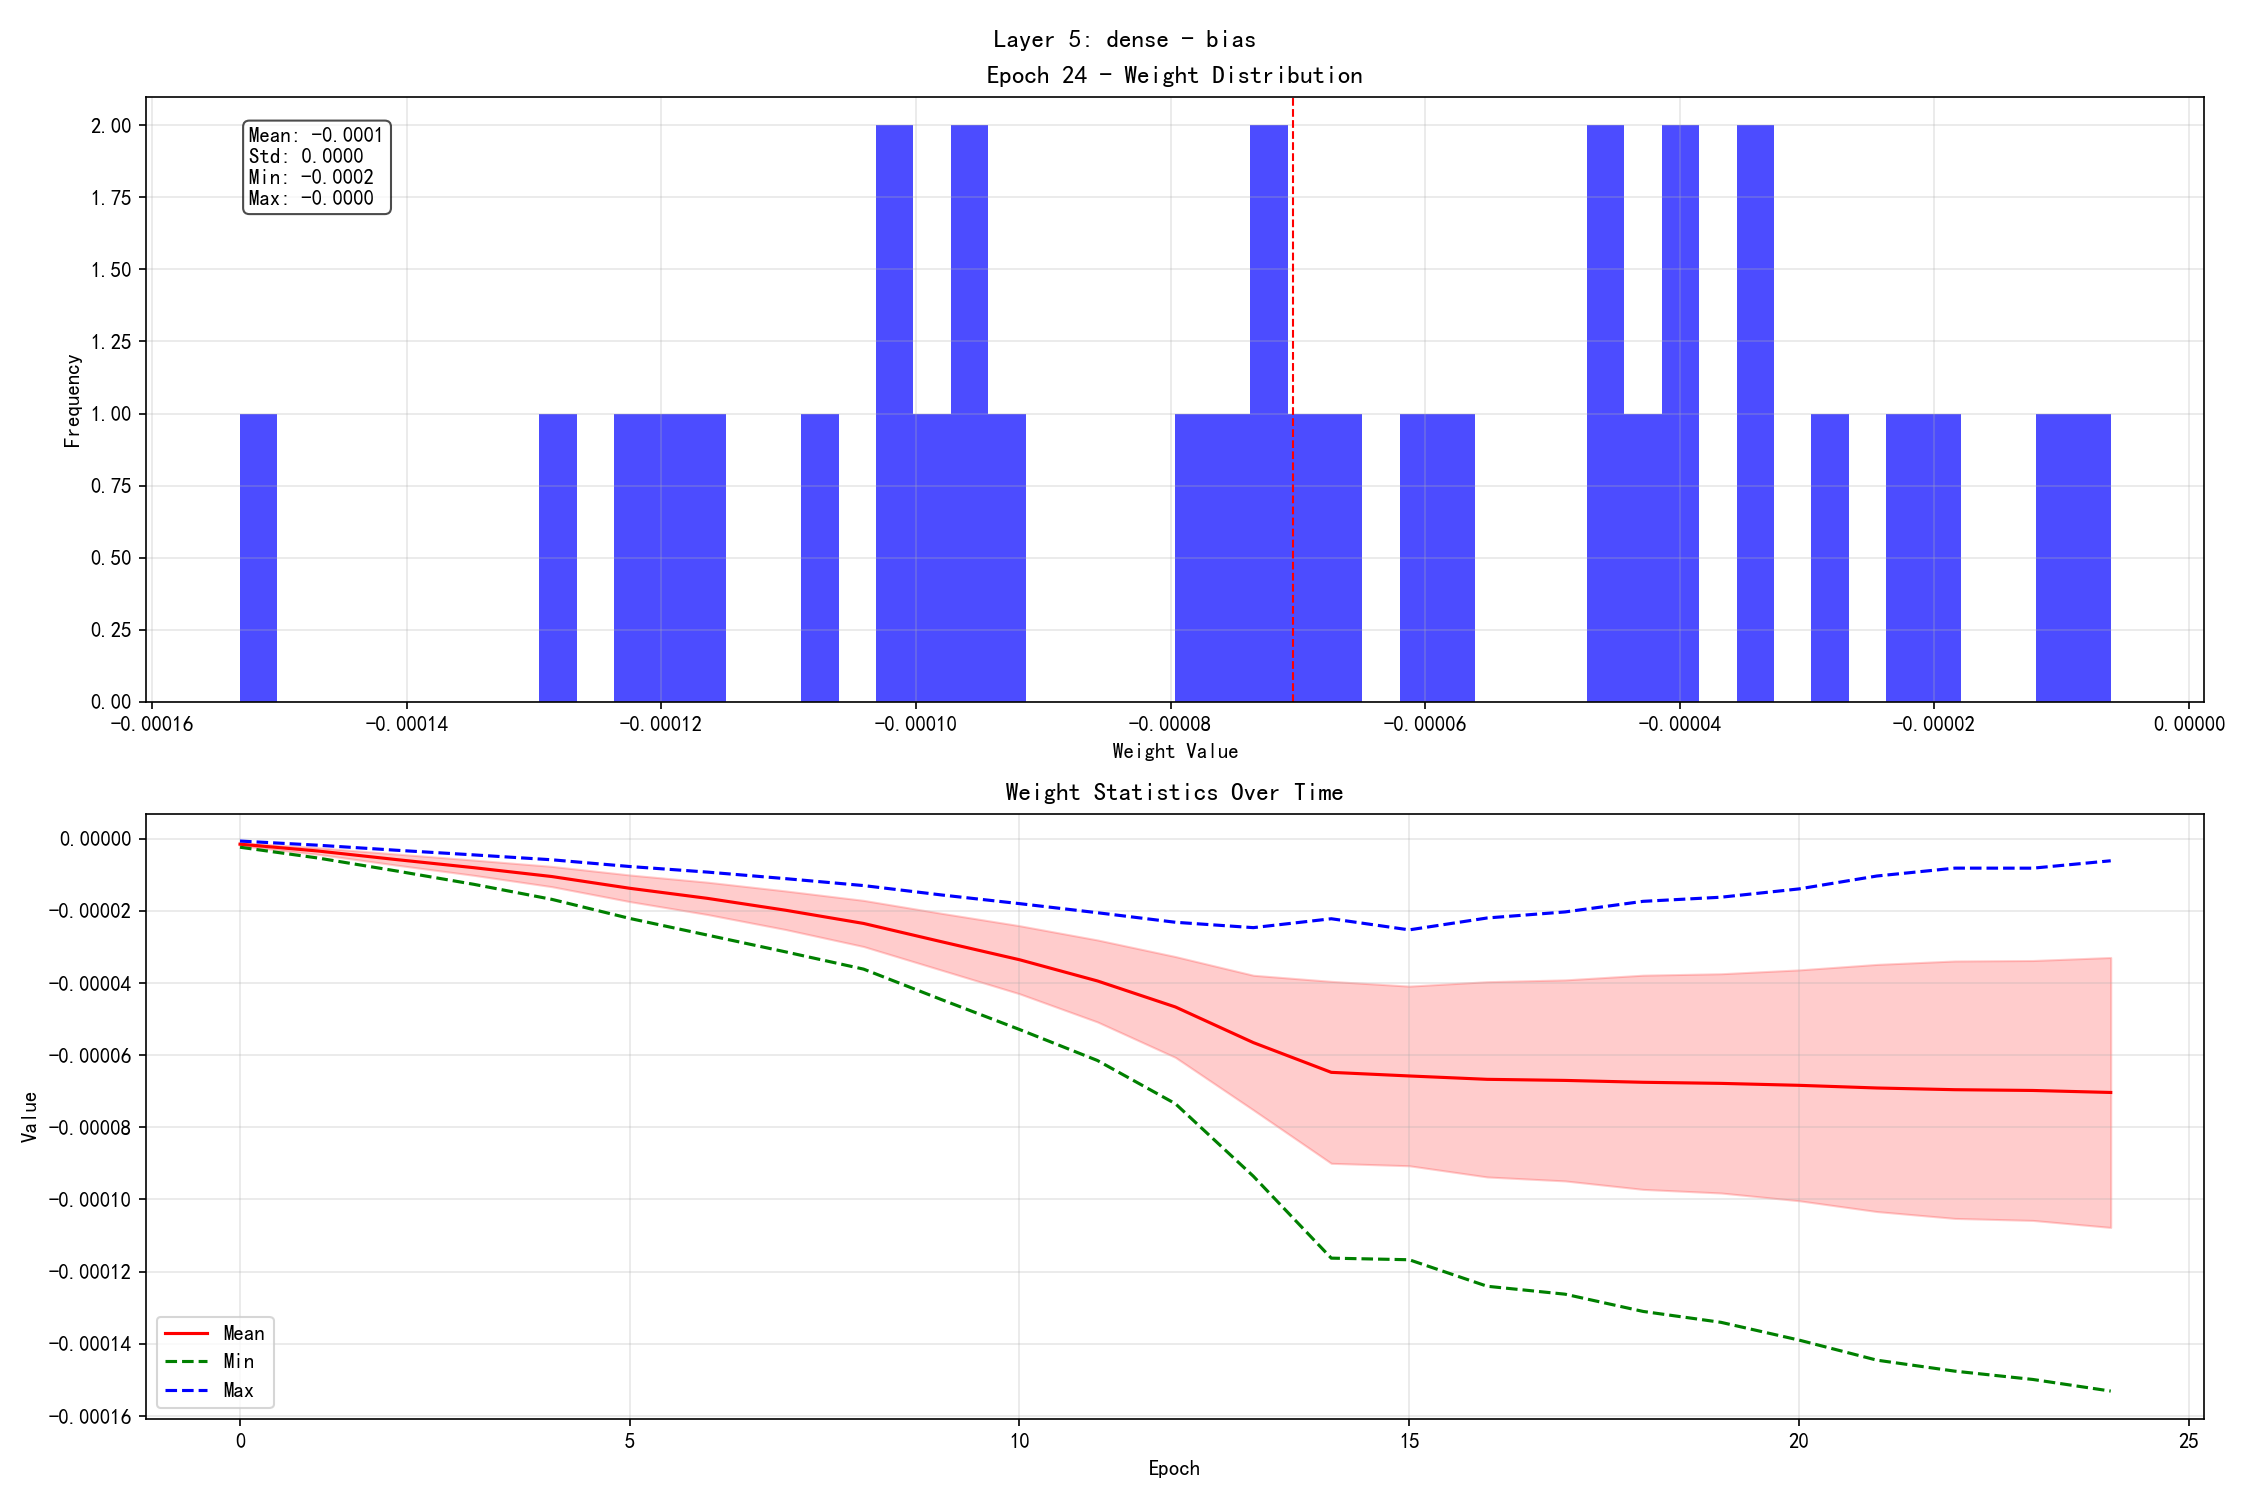 Layer 5: dense - bias
Epoch 24 - Weight Distribution
Mean: -0.0001
Std: 0.0000
Min: -0.0002
Max: -0.0000
2.00
1.75
1.50
1.25
1.00
0.75
0.50
0.25
0.00
Frequency
-0.00016 -0.00014 -0.00012 -0.00010 -0.00008 -0.00006 -0.00004 -0.00002 0.00000
Weight Value
Weight Statistics Over Time
0.00000
-0.00002
-0.00004
-0.00006
-0.00008
-0.00010
-0.00012
-0.00014
-0.00016
Value
Mean
Min
Max
0 5 10 15 20 25
Epoch